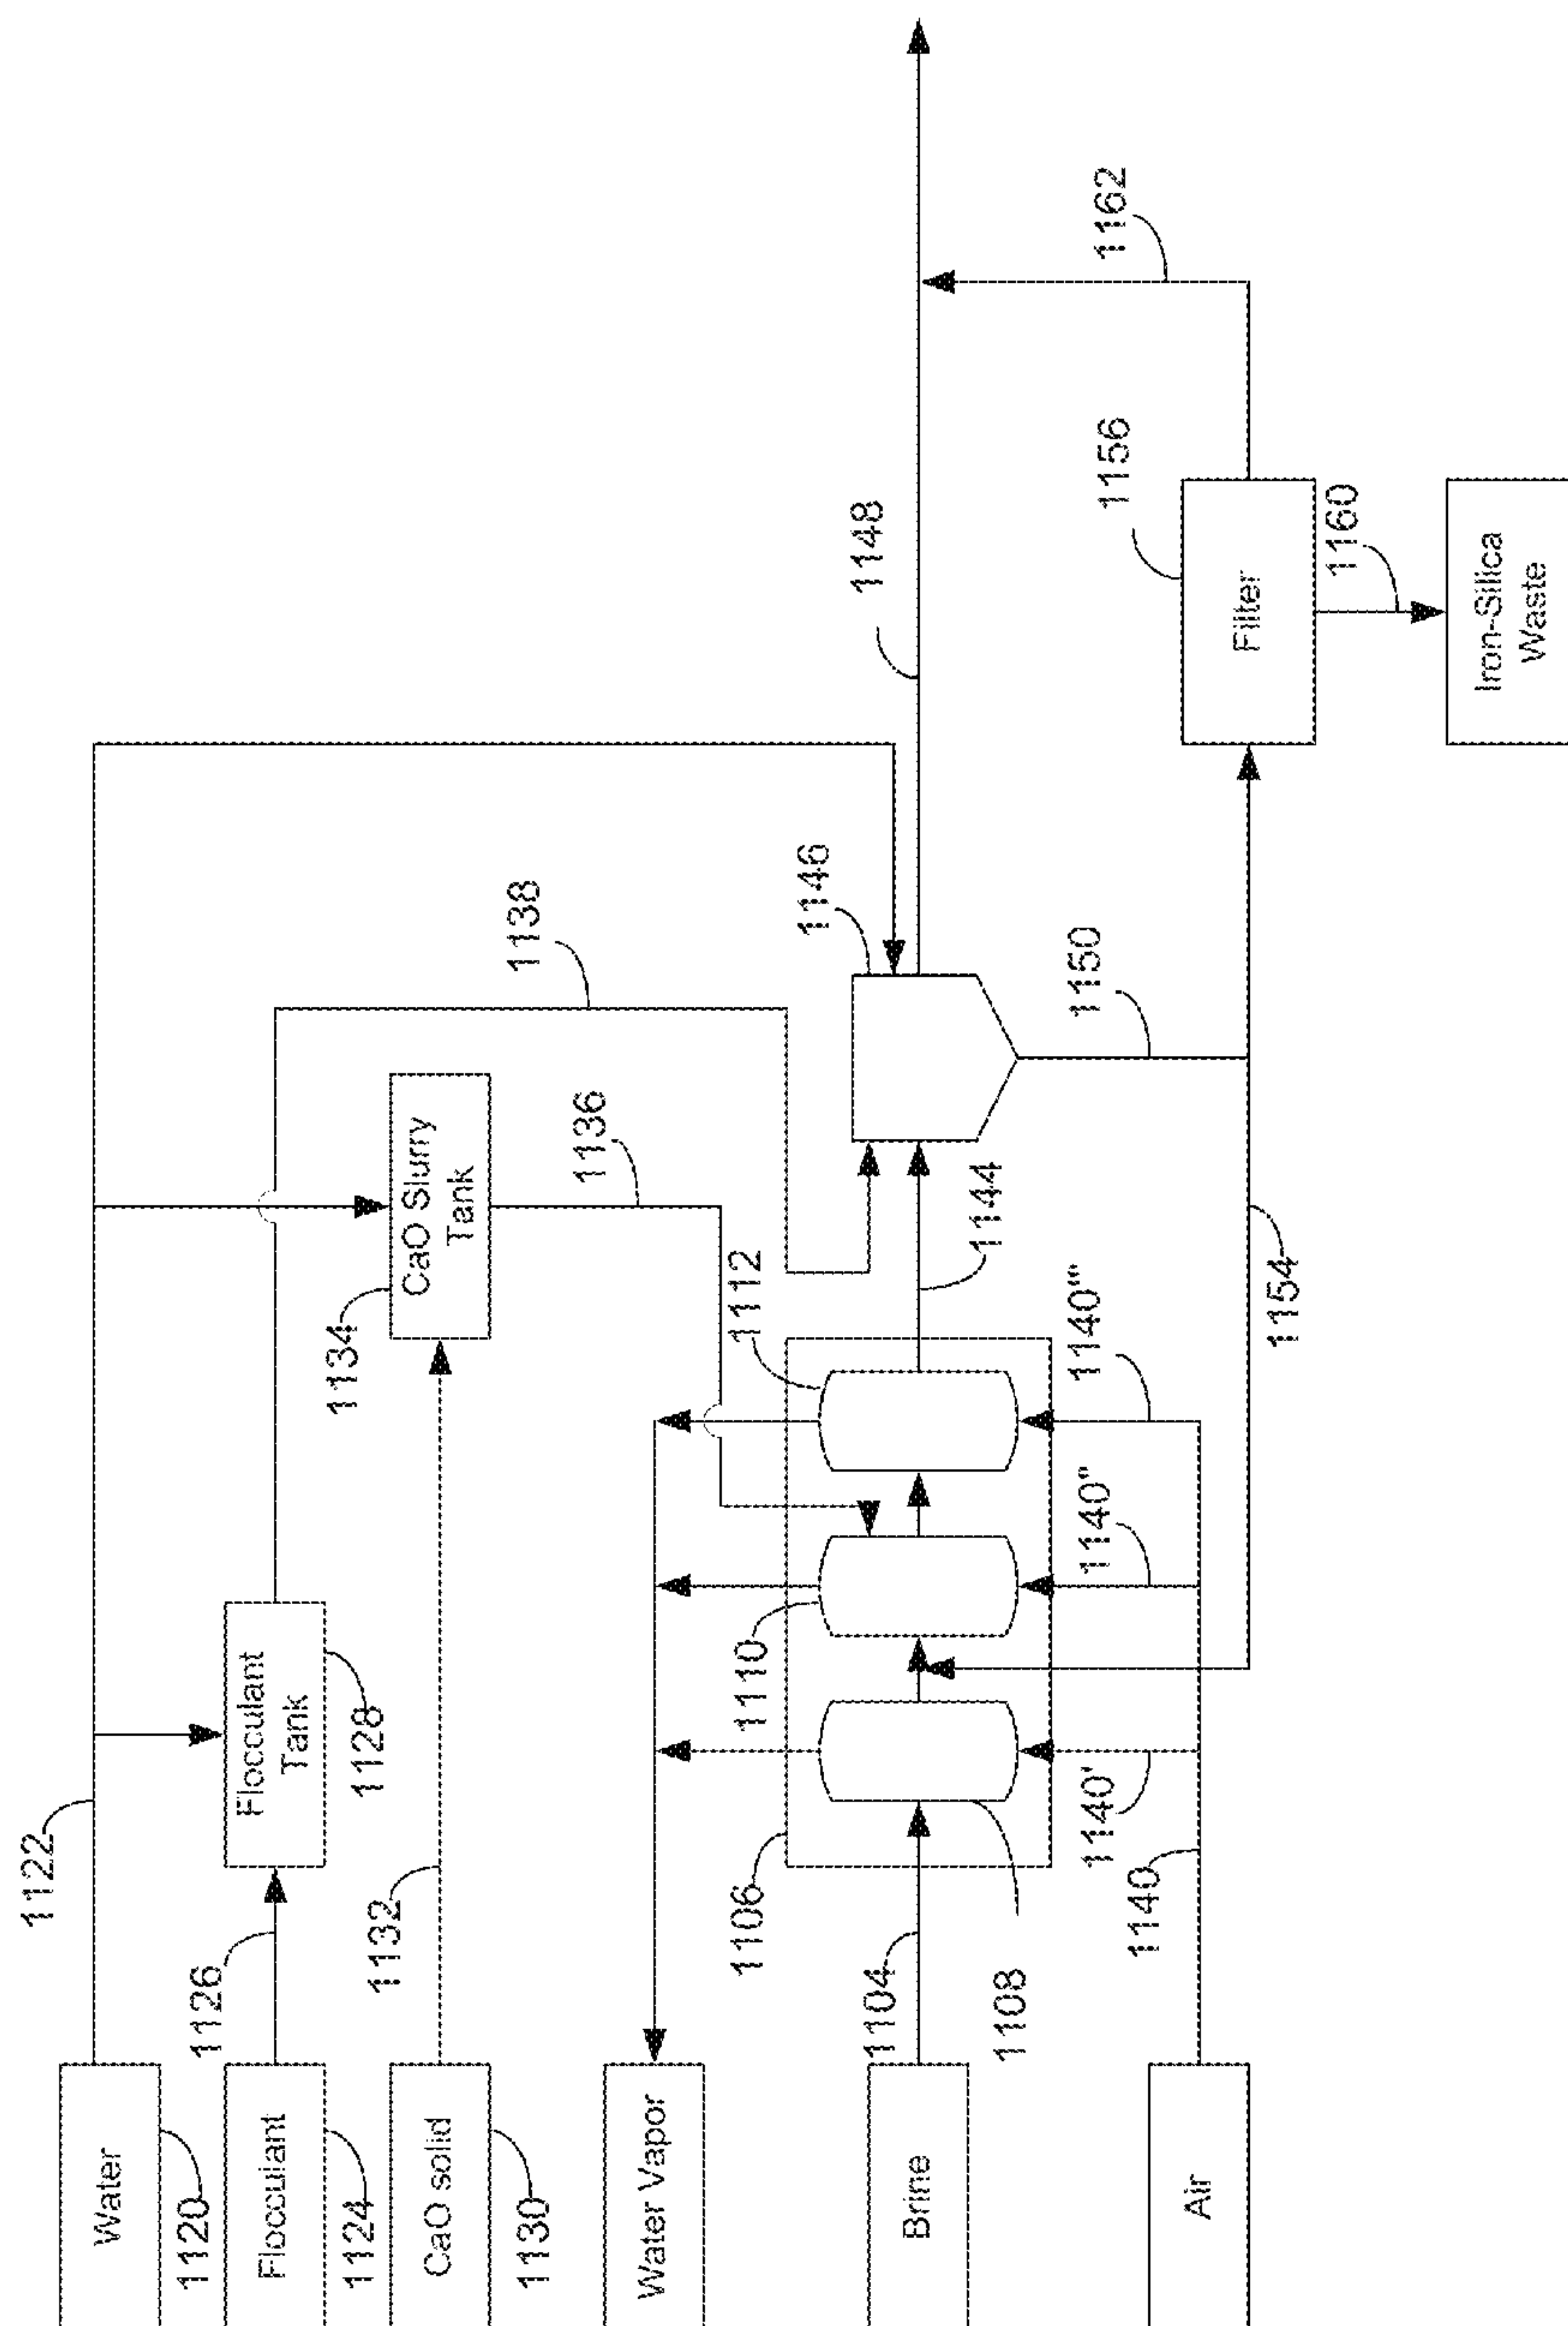 Water
1120
1122
Flocculant
1124
1126
Flocculant
Tank
1128
CaO solid
1130
1132
CaO Slurry
Tank
1134
1136
1138
Water Vapor
Brine
1104
1106
1108
1110
1112
1144
1146
1148
Air
1140
1140'
1140"
1140'''
1150
1154
Filter
1156
1160
1162
Iron-Silica
Waste